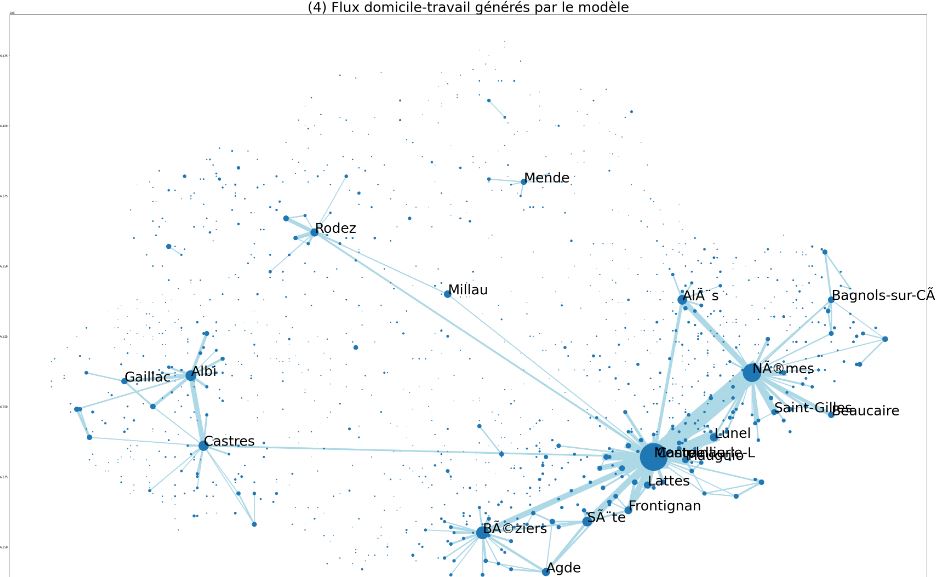 (4) Flux domicile-travail générés par le modèle
Mende
Rodez
Millau
AlÃ¨s
Bagnols-sur-CÃ
NÃ®mes
Albi
Gaillac
Saint-Gilles
Beaucaire
Lunel
Castres
Mauguio
Lattes
Frontignan
SÃ¨te
BÃ©ziers
Agde